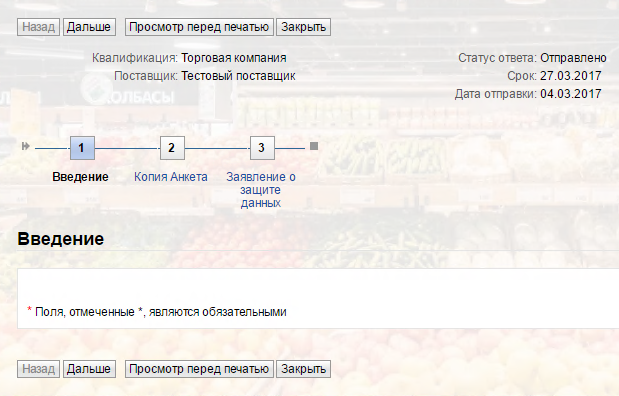 Назад Дальше Просмотр перед печатью Закрыть
Квалификация: Торговая компания Статус ответа: Отправлено
Поставщик: Тестовый поставщик Срок: 27.03.2017
Дата отправки: 04.03.2017
КОЛБАСЫ
1 2 3
Введение Копия Анкета Заявление о
защите
данных
Введение
* Поля, отмеченные *, являются обязательными
Назад Дальше Просмотр перед печатью Закрыть